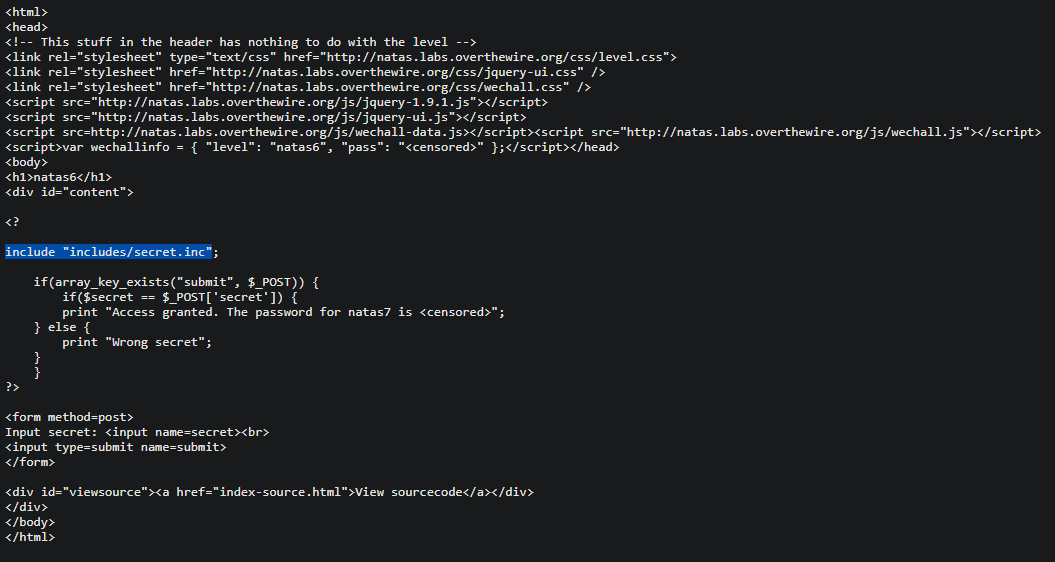 <html>
<head>
<!-- This stuff in the header has nothing to do with the level -->
<link rel="stylesheet" type="text/css" href="http://natas.labs.overthewire.org/css/level.css">
<link rel="stylesheet" href="http://natas.labs.overthewire.org/css/jquery-ui.css" />
<link rel="stylesheet" href="http://natas.labs.overthewire.org/css/wechall.css" />
<script src="http://natas.labs.overthewire.org/js/jquery-1.9.1.js"></script>
<script src="http://natas.labs.overthewire.org/js/jquery-ui.js"></script>
<script src=http://natas.labs.overthewire.org/js/wechall-data.js></script><script src="http://natas.labs.overthewire.org/js/wechall.js"></script>
<script>var wechallinfo = { "level": "natas6", "pass": "<censored>" };</script></head>
<body>
<h1>natas6</h1>
<div id="content">
<?
include "includes/secret.inc";
    if(array_key_exists("submit", $_POST)) {
        if($secret == $_POST['secret']) {
        print "Access granted. The password for natas7 is <censored>";
    } else {
        print "Wrong secret";
    }
    }
?>
<form method=post>
Input secret: <input name=secret><br>
<input type=submit name=submit>
</form>
<div id="viewsource"><a href="index-source.html">View sourcecode</a></div>
</div>
</body>
</html>